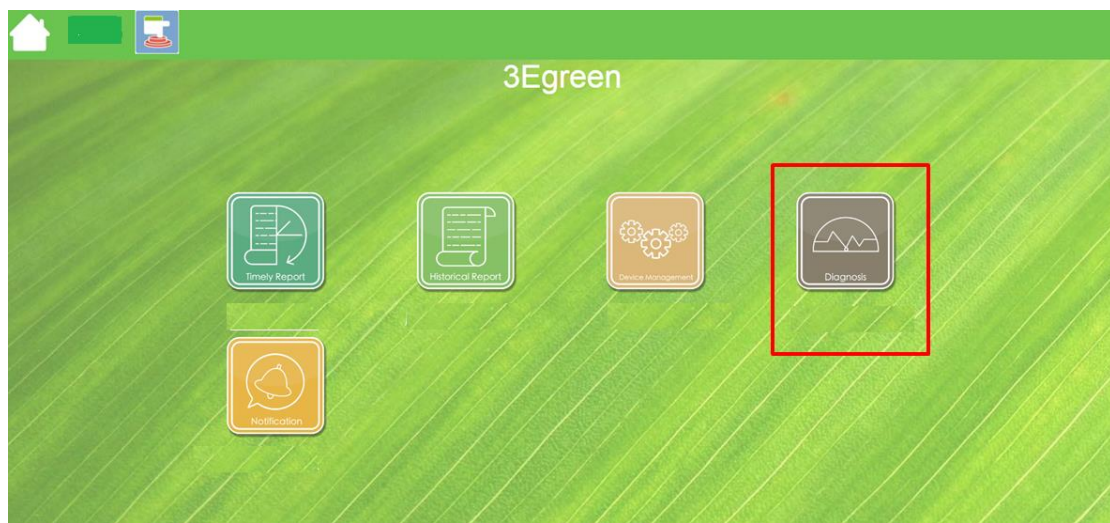 3Egreen
Timely Report
Historical Report
Device Management
Diagnosis
Notification